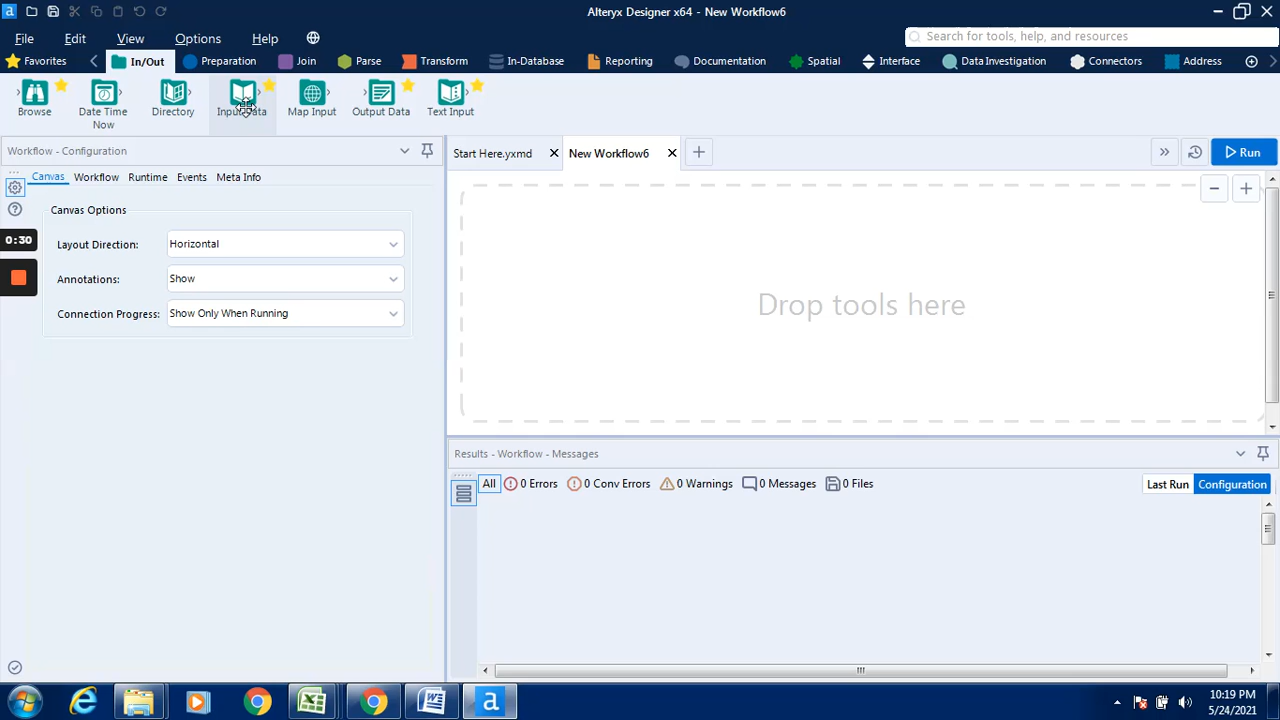 Alteryx Designer x64 - New Workflow6
File Edit View Options Help
Search for tools, help, and resources
Favorites In/Out Preparation Join Parse Transform In-Database Reporting Documentation Spatial Interface Data Investigation Connectors Address
Browse Date Time Now Directory Input Data Map Input Output Data Text Input
Workflow - Configuration
Start Here.yxmd New Workflow6 Run
Canvas Workflow Runtime Events Meta Info
Canvas Options
0:30
Layout Direction: Horizontal
Annotations: Show
Connection Progress: Show Only When Running
Drop tools here
Results - Workflow - Messages
All 0 Errors 0 Conv Errors 0 Warnings 0 Messages 0 Files Last Run Configuration
10:19 PM
5/24/2021